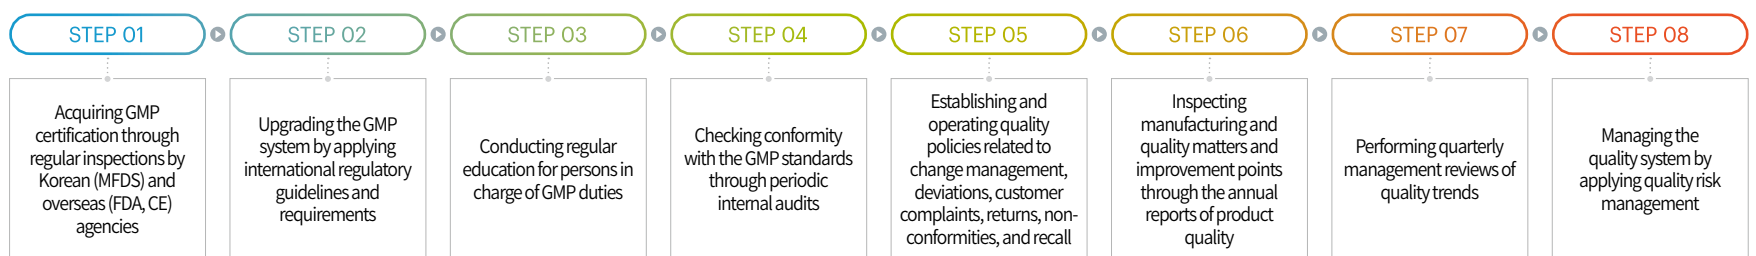 STEP 01
Acquiring GMP
certification through
regular inspections by
Korean (MFDS) and
overseas (FDA, CE)
agencies
STEP 02
Upgrading the GMP
system by applying
international regulatory
guidelines and
requirements
STEP 03
Conducting regular
education for persons in
charge of GMP duties
STEP 04
Checking conformity
with the GMP standards
through periodic
internal audits
STEP 05
Establishing and
operating quality
policies related to
change management,
deviations, customer
complaints, returns, non-
conformities, and recall
STEP 06
Inspecting
manufacturing and
quality matters and
improvement points
through the annual
reports of product
quality
STEP 07
Performing quarterly
management reviews of
quality trends
STEP 08
Managing the
quality system by
applying quality risk
management